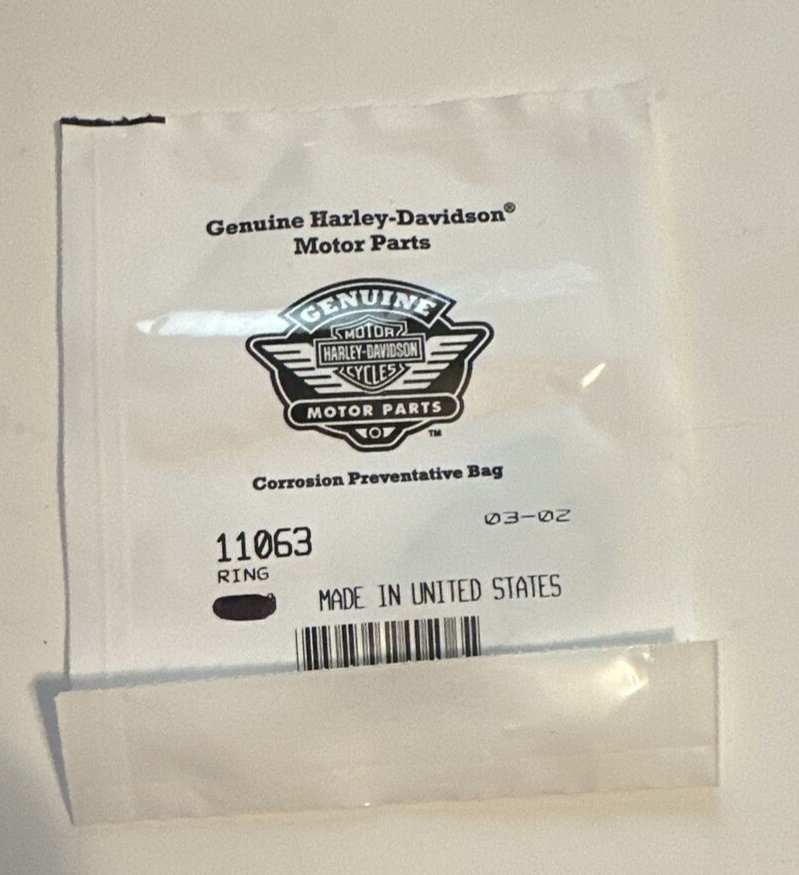 Genuine Harley-Davidson®
Motor Parts
GENUINE
MOTOR
HARLEY-DAVIDSON
CYCLES
MOTOR PARTS
™
Corrosion Preventative Bag
03-02
11063
RING
MADE IN UNITED STATES